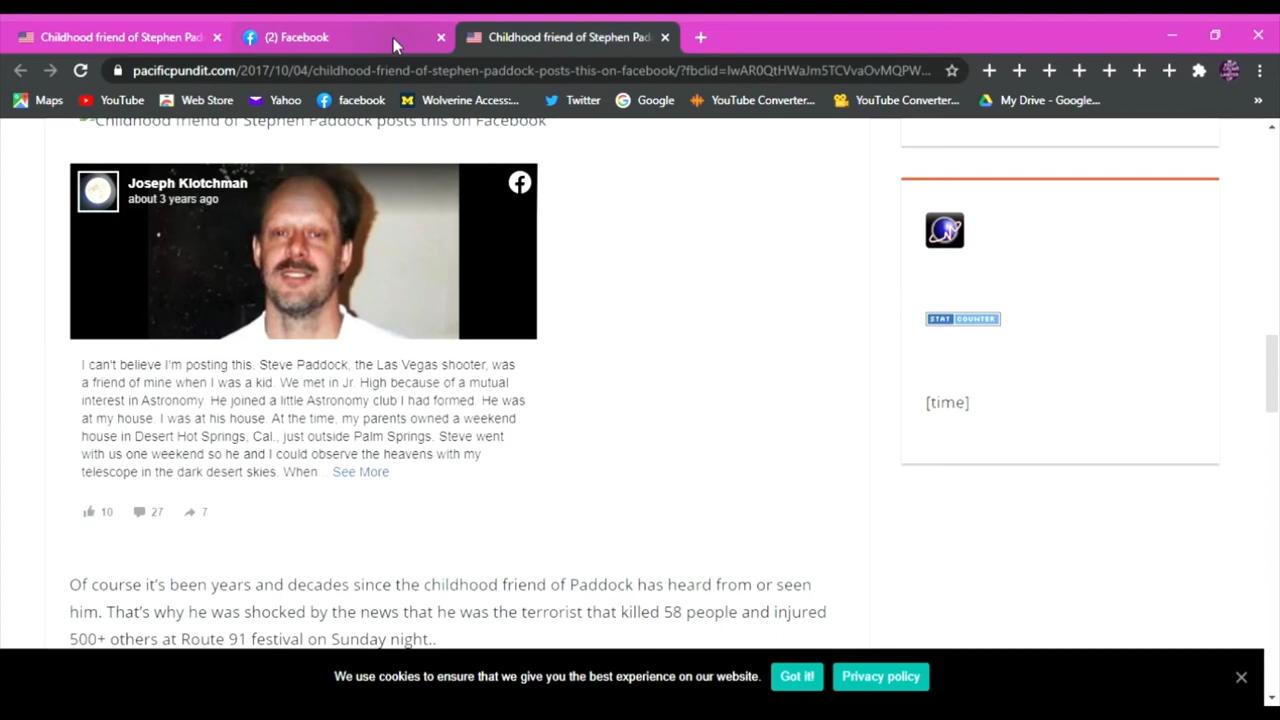 Childhood friend of Stephen Pad
(2) Facebook
Childhood friend of Stephen Pad
pacificpundit.com/2017/10/04/childhood-friend-of-stephen-paddock-posts-this-on-facebook/?fbclid=IwAR0QtHWaJm5TCVvaOvMQPW...
Maps
YouTube
Web Store
Yahoo
facebook
Wolverine Access:...
Twitter
Google
YouTube Converter...
YouTube Converter...
My Drive - Google...
Childhood friend of Stephen Paddock posts this on Facebook
Joseph Klotchman
about 3 years ago
I can't believe I'm posting this. Steve Paddock, the Las Vegas shooter, was
a friend of mine when I was a kid. We met in Jr. High because of a mutual
interest in Astronomy. He joined a little Astronomy club I had formed. He was
at my house. I was at his house. At the time, my parents owned a weekend
house in Desert Hot Springs, Cal., just outside Palm Springs. Steve went
with us one weekend so he and I could observe the heavens with my
telescope in the dark desert skies. When... See More
10
27
7
STAT COUNTER
[time]
Of course it's been years and decades since the childhood friend of Paddock has heard from or seen
him. That's why he was shocked by the news that he was the terrorist that killed 58 people and injured
500+ others at Route 91 festival on Sunday night..
We use cookies to ensure that we give you the best experience on our website.
Got it!
Privacy policy